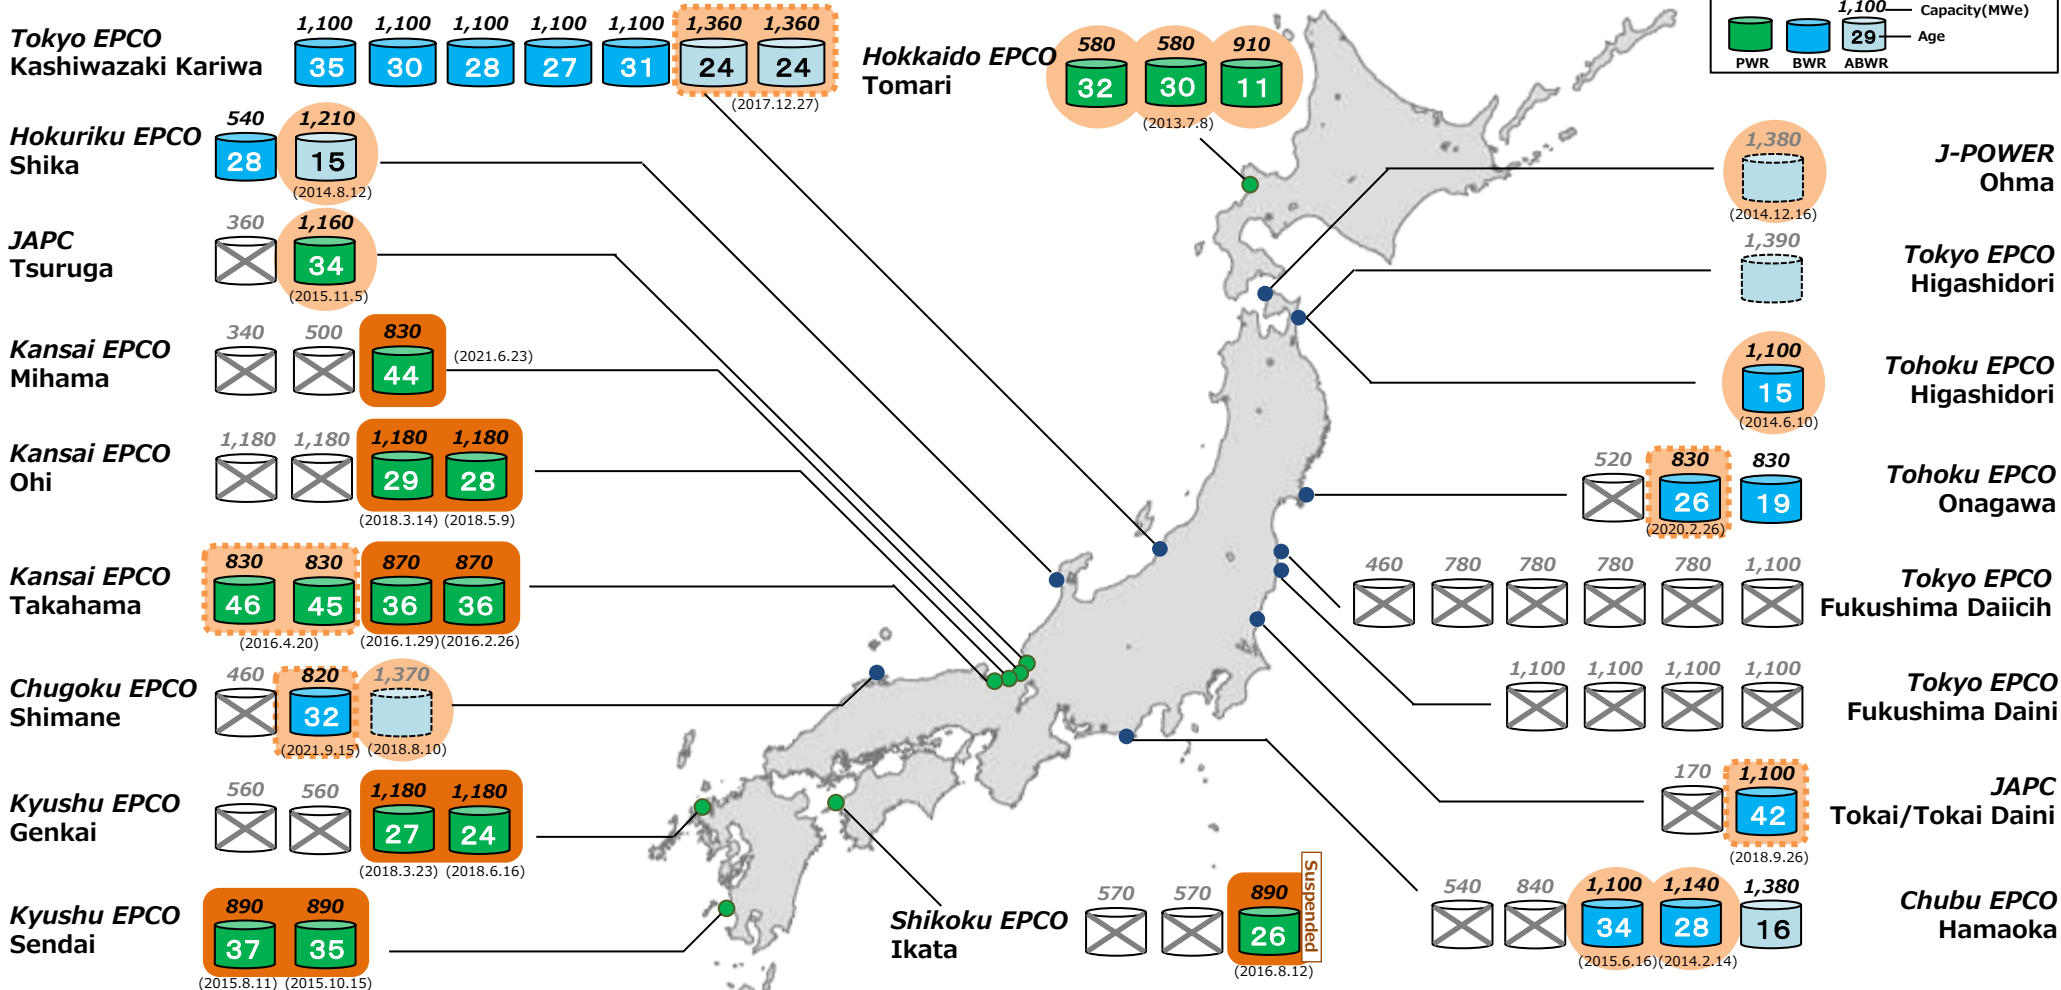 Tokyo EPCO
Kashiwazaki Kariwa
1,100 1,100 1,100 1,100 1,100 1,360 1,360
35 30 28 27 31 24 24
(2017.12.27)
Hokkaido EPCO
Tomari
580 580 910
32 30 11
(2013.7.8)
1,100 Capacity(MWe)
29 Age
PWR BWR ABWR
Hokuriku EPCO
Shika
540 1,210
28 15
(2014.8.12)
J-POWER
Ohma
1,380
(2014.12.16)
JAPC
Tsuruga
360 1,160
34
(2015.11.5)
Tokyo EPCO
Higashidori
1,390
Kansai EPCO
Mihama
340 500 830
44
(2021.6.23)
Tohoku EPCO
Higashidori
1,100
15
(2014.6.10)
Kansai EPCO
Ohi
1,180 1,180 1,180 1,180
29 28
(2018.3.14) (2018.5.9)
Tohoku EPCO
Onagawa
520 830 830
26 19
(2020.2.26)
Kansai EPCO
Takahama
830 830 870 870
46 45 36 36
(2016.4.20) (2016.1.29) (2016.2.26)
Tokyo EPCO
Fukushima Daiicih
460 780 780 780 780 1,100
Chugoku EPCO
Shimane
460 820 1,370
32
(2021.9.15) (2018.8.10)
Tokyo EPCO
Fukushima Daini
1,100 1,100 1,100 1,100
Kyushu EPCO
Genkai
560 560 1,180 1,180
27 24
(2018.3.23) (2018.6.16)
JAPC
Tokai/Tokai Daini
170 1,100
42
(2018.9.26)
Kyushu EPCO
Sendai
890 890
37 35
(2015.8.11) (2015.10.15)
Shikoku EPCO
Ikata
570 570 890
26
(2016.8.12)
Suspended
Chubu EPCO
Hamaoka
540 840 1,100 1,140 1,380
34 28 16
(2015.6.16) (2014.2.14)